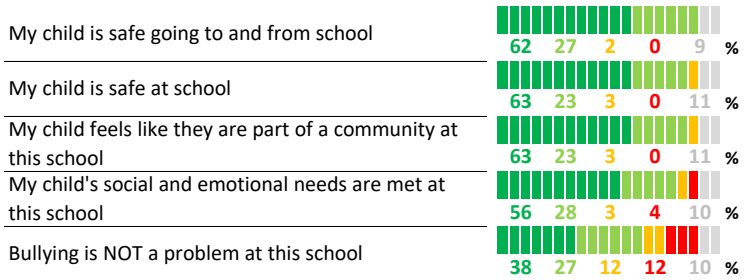 My child is safe going to and from school
62 27 2 0 9 %
My child is safe at school
63 23 3 0 11 %
My child feels like they are part of a community at
this school
63 23 3 0 11 %
My child's social and emotional needs are met at
this school
56 28 3 4 10 %
Bullying is NOT a problem at this school
38 27 12 12 10 %